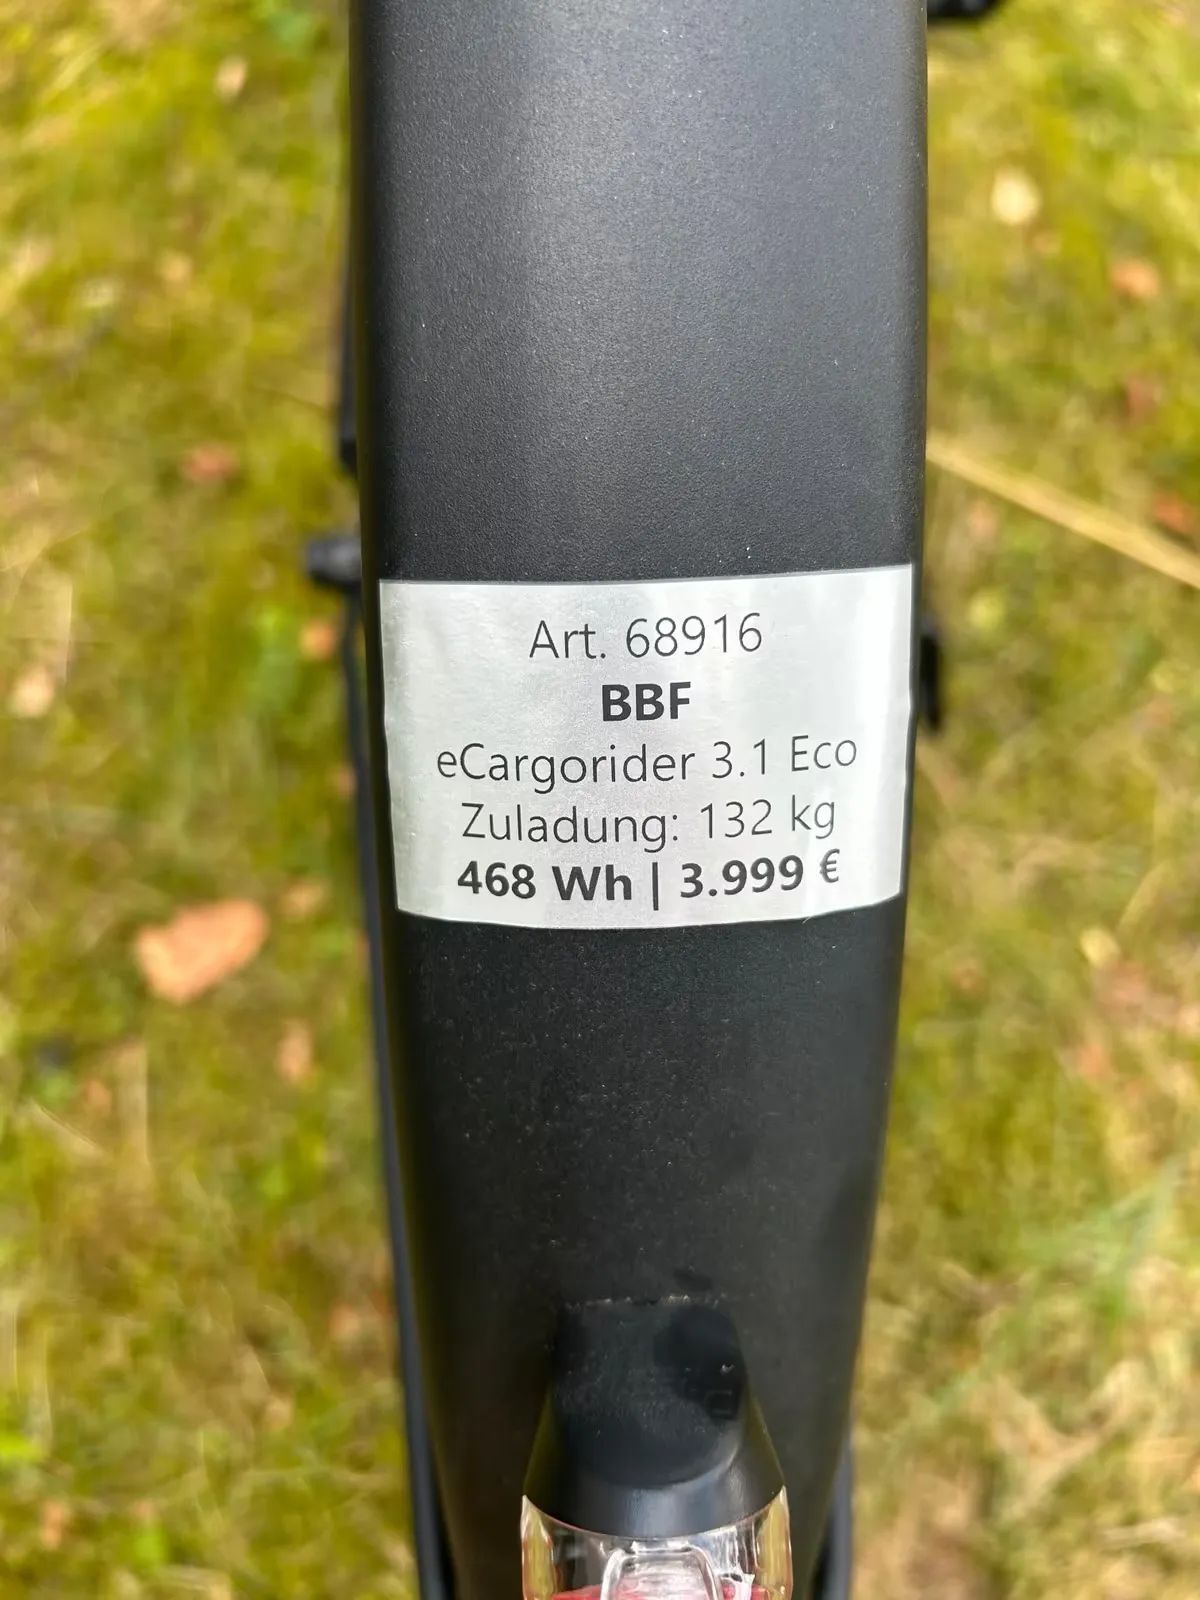 Art. 68916
BBF
eCargorider 3.1 Eco
Zuladung: 132 kg
468 Wh | 3.999 €